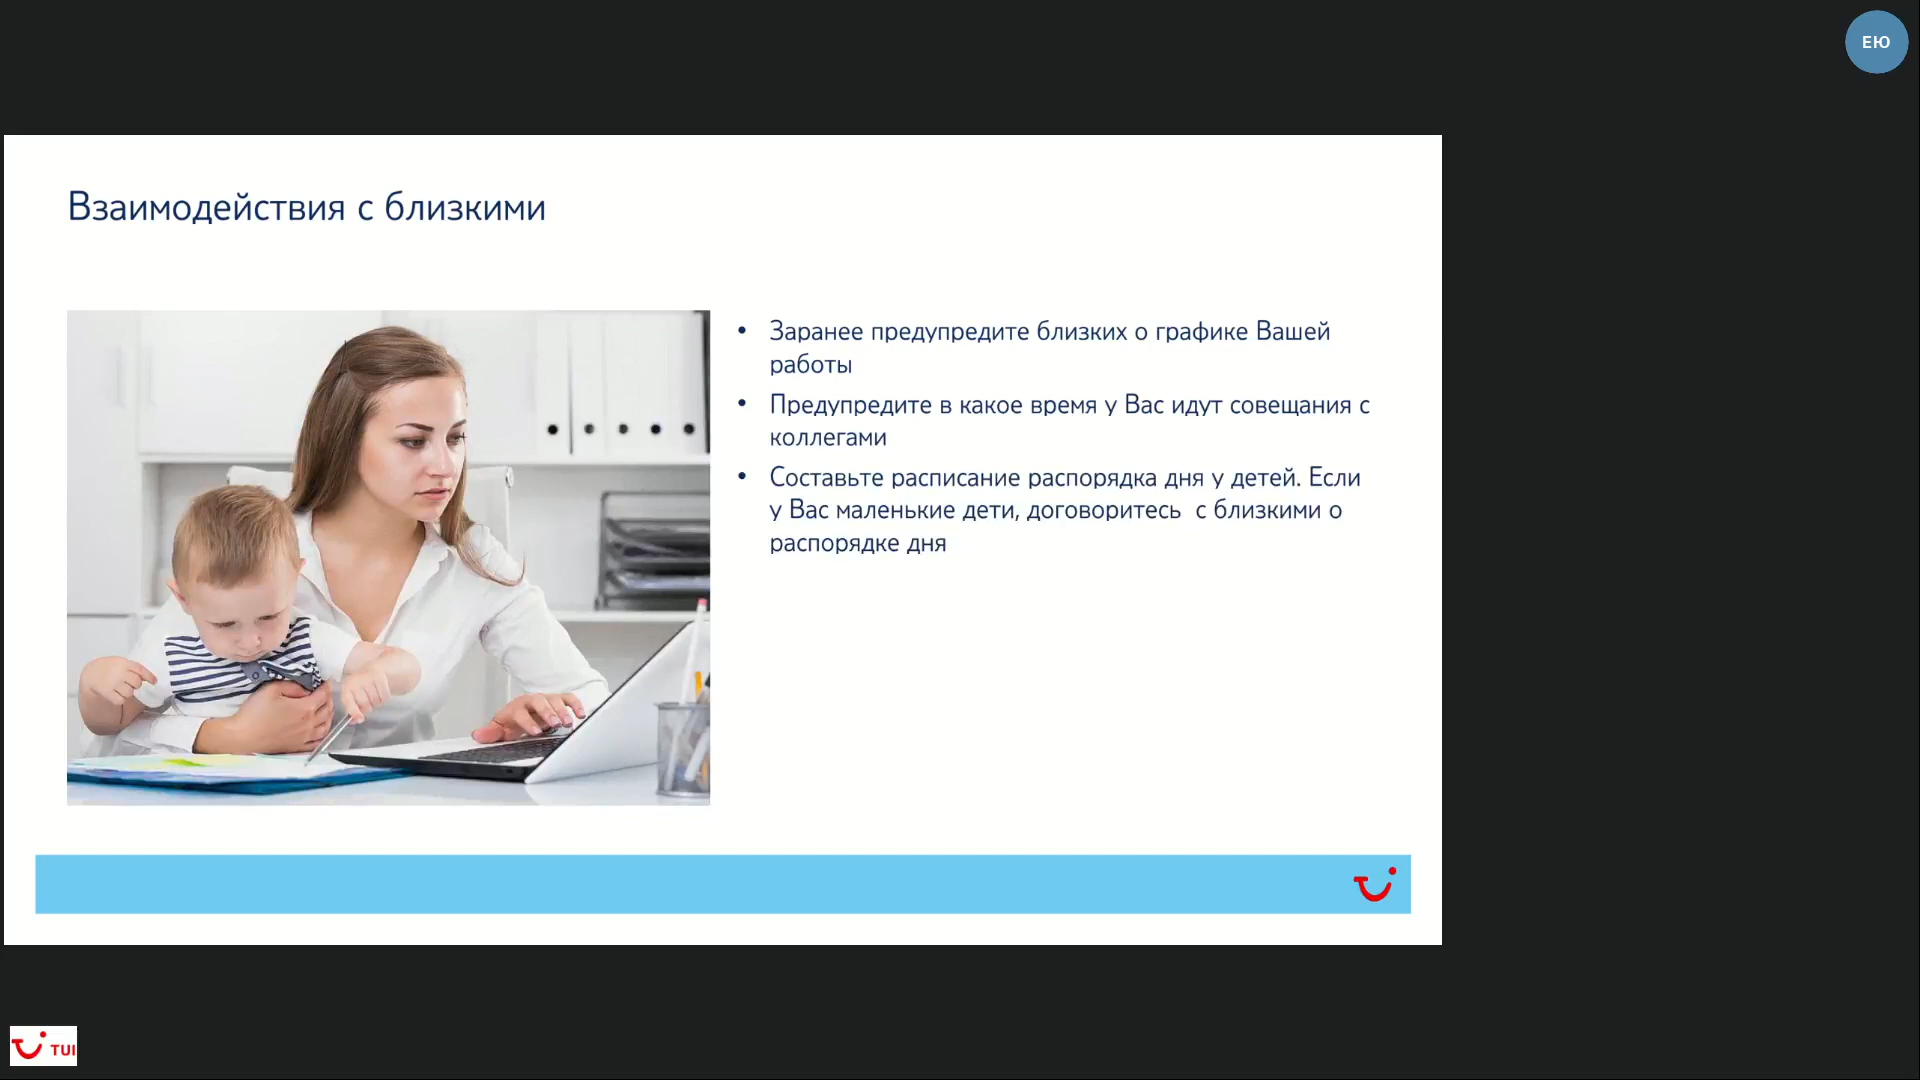 ЕЮ
Взаимодействия с близкими
• Заранее предупредите близких о графике Вашей
работы
• Предупредите в какое время у Вас идут совещания с
коллегами
• Составьте расписание распорядка дня у детей. Если
у Вас маленькие дети, договоритесь  с близкими о
распорядке дня
TUI